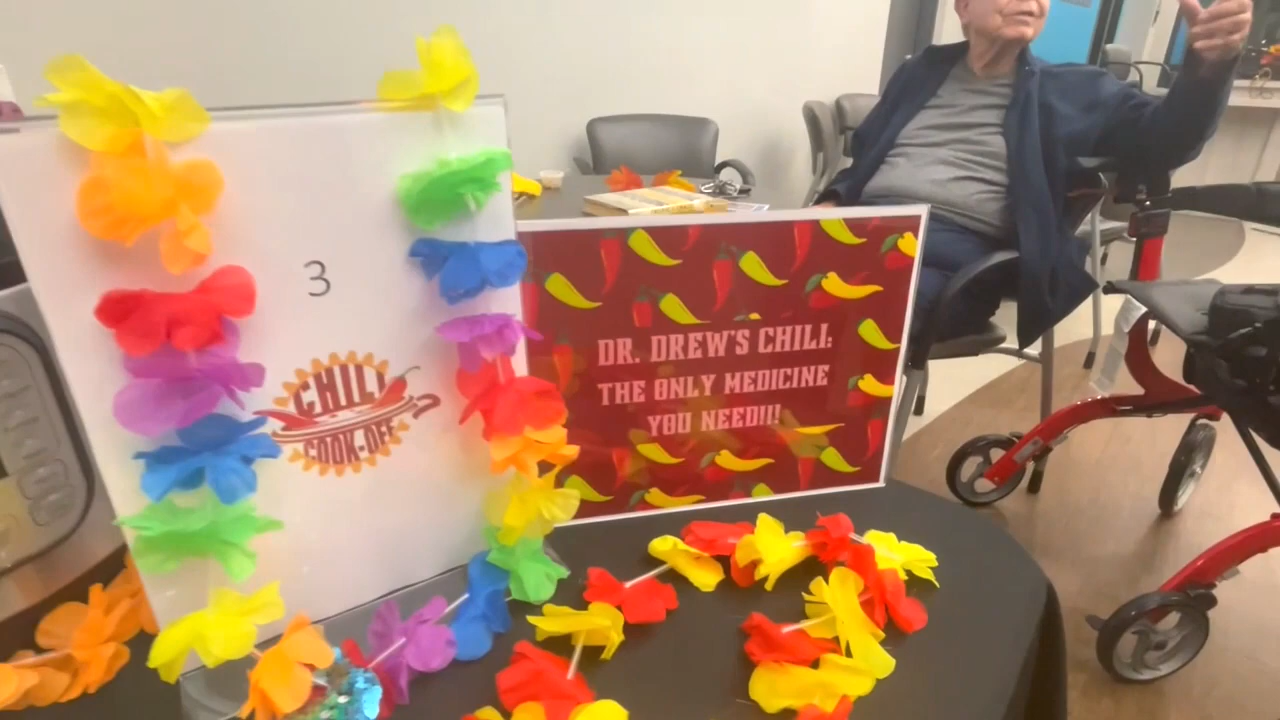 3
CHILI
COOK-OFF
DR. DREW'S CHILI:
THE ONLY MEDICINE
YOU NEED!!!